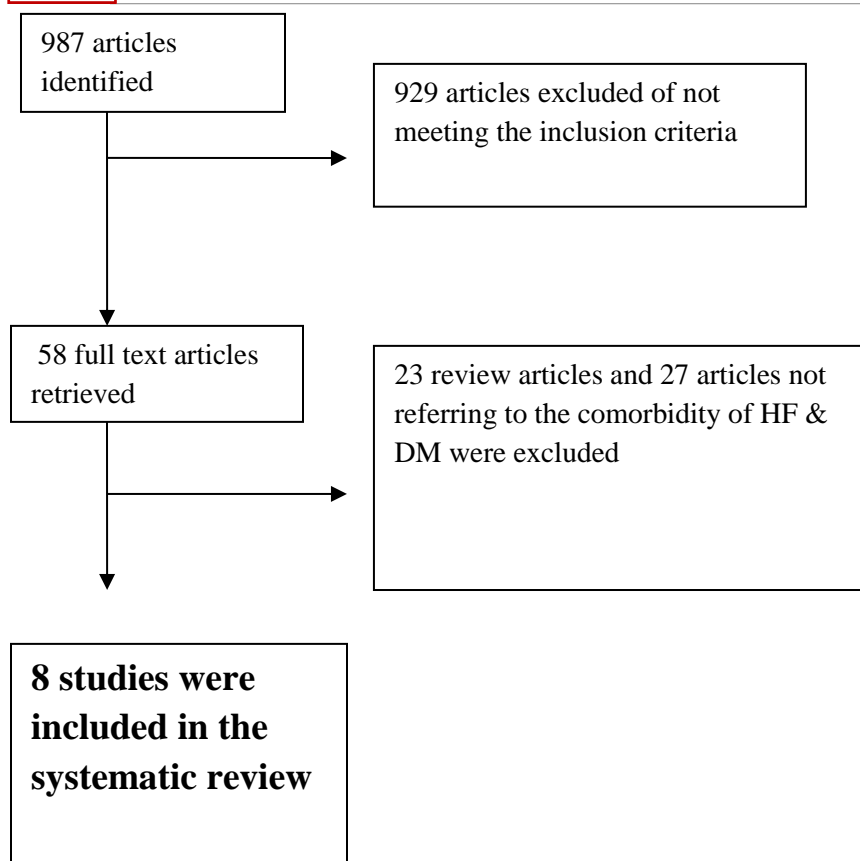 987 articles
identified
929 articles excluded of not
meeting the inclusion criteria
58 full text articles
retrieved
23 review articles and 27 articles not
referring to the comorbidity of HF &
DM were excluded
8 studies were
included in the
systematic review